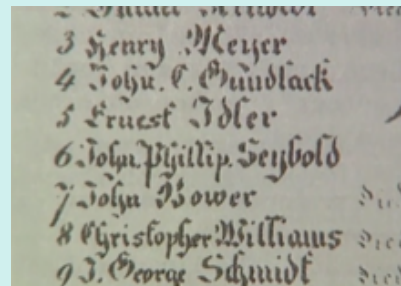 3 Henry Meyer
4 John. C. Gundlack
5 Ernest Idler
6 John Phillip. Seybold
7 John Bower
8 Christopher Williams Died
9 J. George Schmidt